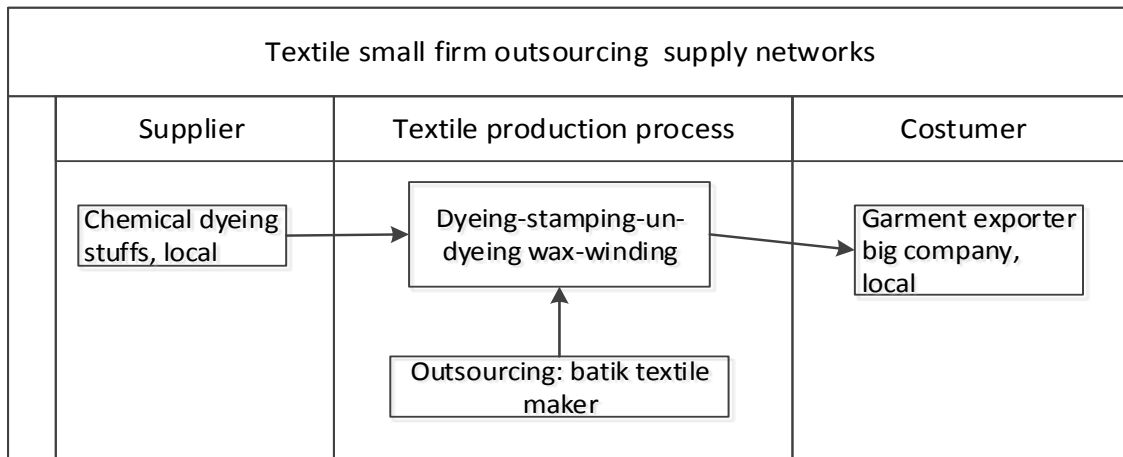 Textile small firm outsourcing supply networks
Supplier
Textile production process
Costumer
Chemical dyeing
stuffs, local
Dyeing-stamping-un-
dyeing wax-winding
Garment exporter
big company,
local
Outsourcing: batik textile
maker